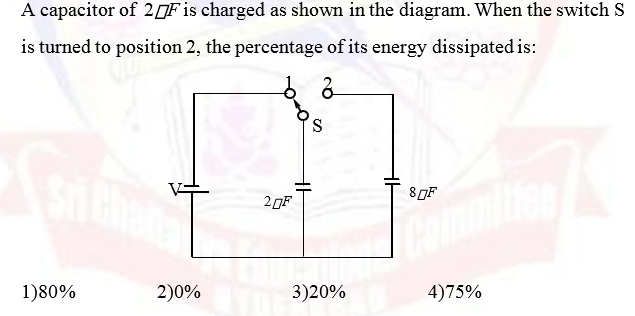 A capacitor of 2▯F is charged as shown in the diagram. When the switch S
is turned to position 2, the percentage of its energy dissipated is:
1 2
S
V
2▯F
8▯F
1)80% 2)0% 3)20% 4)75%